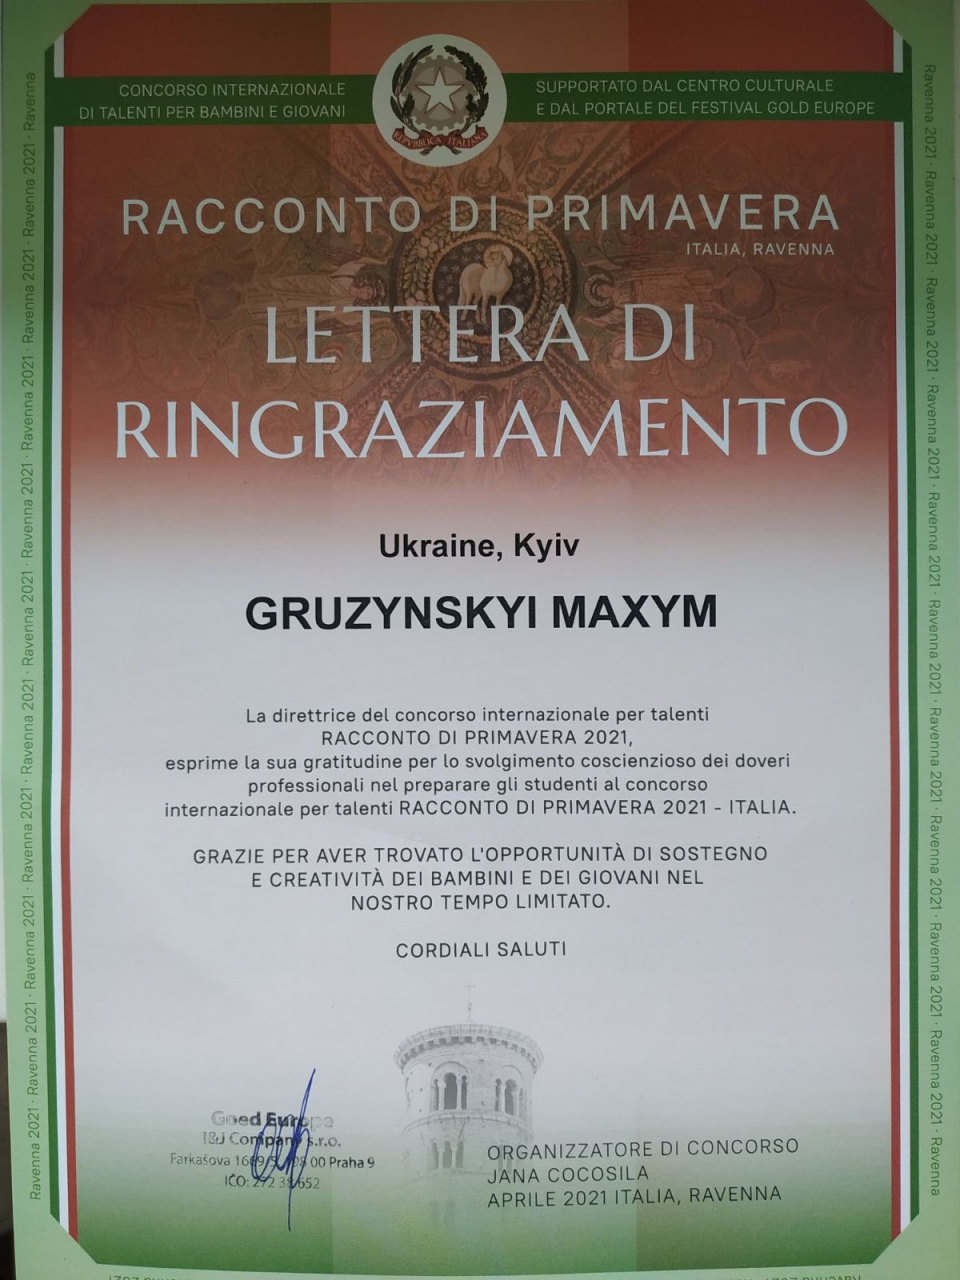 CONCORSO INTERNAZIONALE
DI TALENTI PER BAMBINI E GIOVANI
REPVBBLICA ITALIANA
SUPPORTATO DAL CENTRO CULTURALE
E DAL PORTALE DEL FESTIVAL GOLD EUROPE
RACCONTO DI PRIMAVERA
ITALIA, RAVENNA
LETTERA DI
RINGRAZIAMENTO
Ukraine, Kyiv
GRUZYNSKYI MAXYM
La direttrice del concorso internazionale per talenti
RACCONTO DI PRIMAVERA 2021,
esprime la sua gratitudine per lo svolgimento coscienzioso dei doveri
professionali nel preparare gli studenti al concorso
internazionale per talenti RACCONTO DI PRIMAVERA 2021 - ITALIA.
GRAZIE PER AVER TROVATO L'OPPORTUNITÀ DI SOSTEGNO
E CREATIVITÀ DEI BAMBINI E DEI GIOVANI NEL
NOSTRO TEMPO LIMITATO.
CORDIALI SALUTI
Europe
Company s.r.o.
Farkašova 00 Praha 9
IČO:
ORGANIZZATORE DI CONCORSO
JANA COCOSILA
APRILE 2021 ITALIA, RAVENNA
Ravenna 2021 · Ravenna 2021 · Ravenna 2021 · Ravenna 2021 · Ravenna 2021 · Ravenna 2021 · Ravenna 2021 · Ravenna 2021 · Ravenna 2021 · Ravenna 2021 · Ravenna
Ravenna 2021 · Ravenna 2021 · Ravenna 2021 · Ravenna 2021 · Ravenna 2021 · Ravenna 2021 · Ravenna 2021 · Ravenna 2021 · Ravenna 2021 · Ravenna 2021 · Ravenna